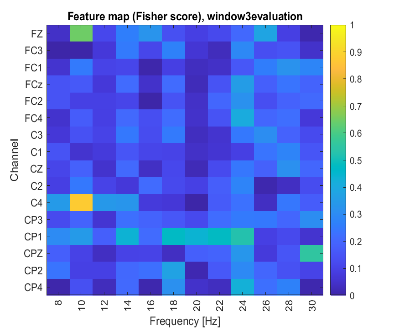 Feature map (Fisher score), window3evaluation
Channel
FZ
FC3
FC1
FCz
FC2
FC4
C3
C1
CZ
C2
C4
CP3
CP1
CPZ
CP2
CP4
8 10 12 14 16 18 20 22 24 26 28 30
Frequency [Hz]
1
0.9
0.8
0.7
0.6
0.5
0.4
0.3
0.2
0.1
0